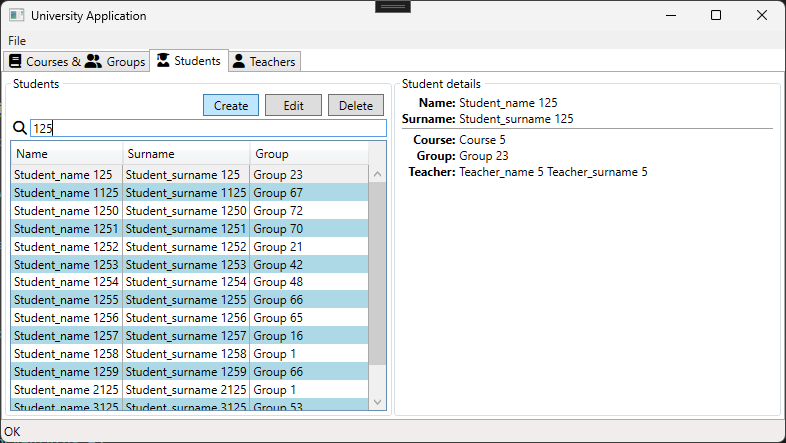 University Application
File
Courses & Groups Students Teachers
Students
Create Edit Delete
125
Name Surname Group
Student_name 125 Student_surname 125 Group 23
Student_name 1125 Student_surname 1125 Group 67
Student_name 1250 Student_surname 1250 Group 72
Student_name 1251 Student_surname 1251 Group 70
Student_name 1252 Student_surname 1252 Group 21
Student_name 1253 Student_surname 1253 Group 42
Student_name 1254 Student_surname 1254 Group 48
Student_name 1255 Student_surname 1255 Group 66
Student_name 1256 Student_surname 1256 Group 65
Student_name 1257 Student_surname 1257 Group 16
Student_name 1258 Student_surname 1258 Group 1
Student_name 1259 Student_surname 1259 Group 66
Student_name 2125 Student_surname 2125 Group 1
Student_name 3125 Student_surname 3125 Group 53
Student details
Name: Student_name 125
Surname: Student_surname 125
Course: Course 5
Group: Group 23
Teacher: Teacher_name 5 Teacher_surname 5
OK